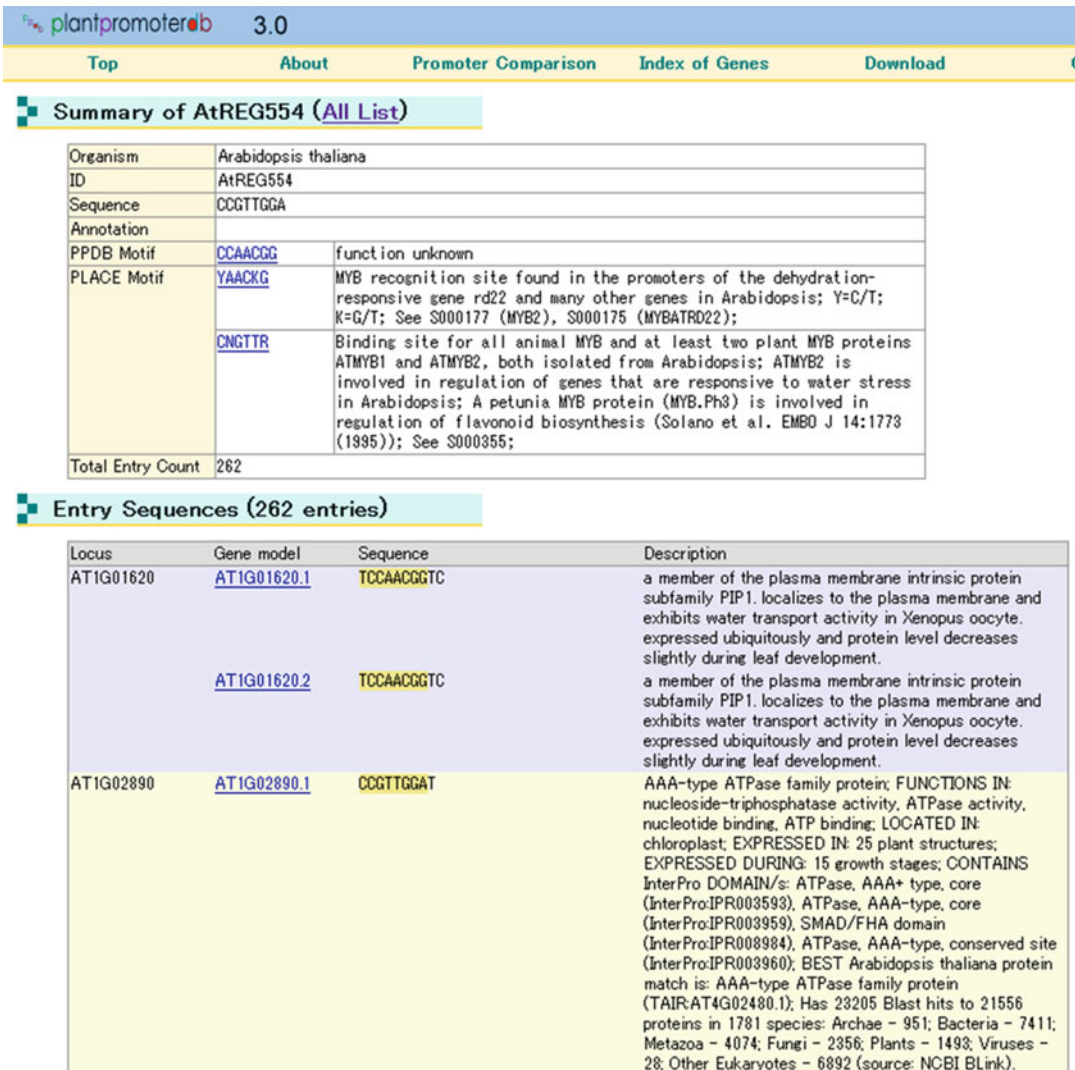 plantpromoterdb 3.0
Top About Promoter Comparison Index of Genes Download
Summary of AtREG554 (All List)
Organism Arabidopsis thaliana
ID AtREG554
Sequence CCGTTGGA
Annotation
PPDB Motif CCAACGG function unknown
PLACE Motif YAACKG MYB recognition site found in the promoters of the dehydration-
responsive gene rd22 and many other genes in Arabidopsis; Y=C/T;
K=G/T; See S000177 (MYB2), S000175 (MYBATRD22);
CNGTTR Binding site for all animal MYB and at least two plant MYB proteins
ATMYB1 and ATMYB2, both isolated from Arabidopsis; ATMYB2 is
involved in regulation of genes that are responsive to water stress
in Arabidopsis; A petunia MYB protein (MYB.Ph3) is involved in
regulation of flavonoid biosynthesis (Solano et al. EMBO J 14:1773
(1995)); See S000355;
Total Entry Count 262
Entry Sequences (262 entries)
Locus Gene model Sequence Description
AT1G01620 AT1G01620.1 TCCAACGGTC a member of the plasma membrane intrinsic protein
subfamily PIP1. localizes to the plasma membrane and
exhibits water transport activity in Xenopus oocyte.
expressed ubiquitously and protein level decreases
slightly during leaf development.
AT1G01620.2 TCCAACGGTC a member of the plasma membrane intrinsic protein
subfamily PIP1. localizes to the plasma membrane and
exhibits water transport activity in Xenopus oocyte.
expressed ubiquitously and protein level decreases
slightly during leaf development.
AT1G02890 AT1G02890.1 CCGTTGGAT AAA-type ATPase family protein; FUNCTIONS IN:
nucleoside-triphosphatase activity, ATPase activity,
nucleotide binding, ATP binding; LOCATED IN:
chloroplast; EXPRESSED IN: 25 plant structures;
EXPRESSED DURING: 15 growth stages; CONTAINS
InterPro DOMAIN/s: ATPase, AAA+ type, core
(InterPro:IPR003593), ATPase, AAA-type, core
(InterPro:IPR003959), SMAD/FHA domain
(InterPro:IPR008984), ATPase, AAA-type, conserved site
(InterPro:IPR003960); BEST Arabidopsis thaliana protein
match is: AAA-type ATPase family protein
(TAIR:AT4G02480.1); Has 23205 Blast hits to 21556
proteins in 1781 species: Archae - 951; Bacteria - 7411;
Metazoa - 4074; Fungi - 2356; Plants - 1493; Viruses -
28; Other Eukaryotes - 6892 (source: NCBI BLink).